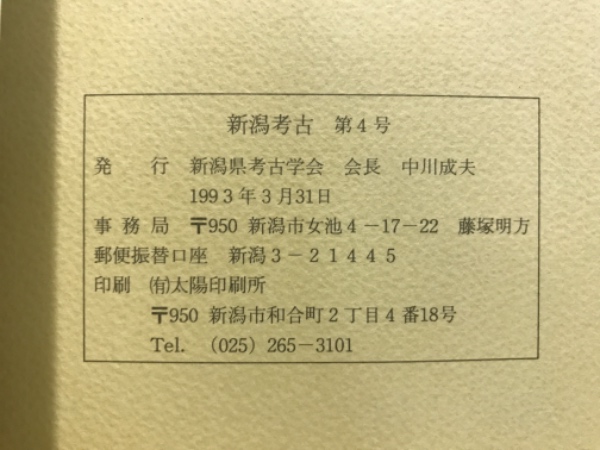 新潟考古 第4号
発 行 新潟県考古学会 会長 中川成夫
1993年3月31日
事務局 〒950 新潟市女池4-17-22 藤塚明方
郵便振替口座 新潟3-21445
印刷 ㈲太陽印刷所
〒950 新潟市和合町2丁目4番18号
Tel. (025) 265-3101